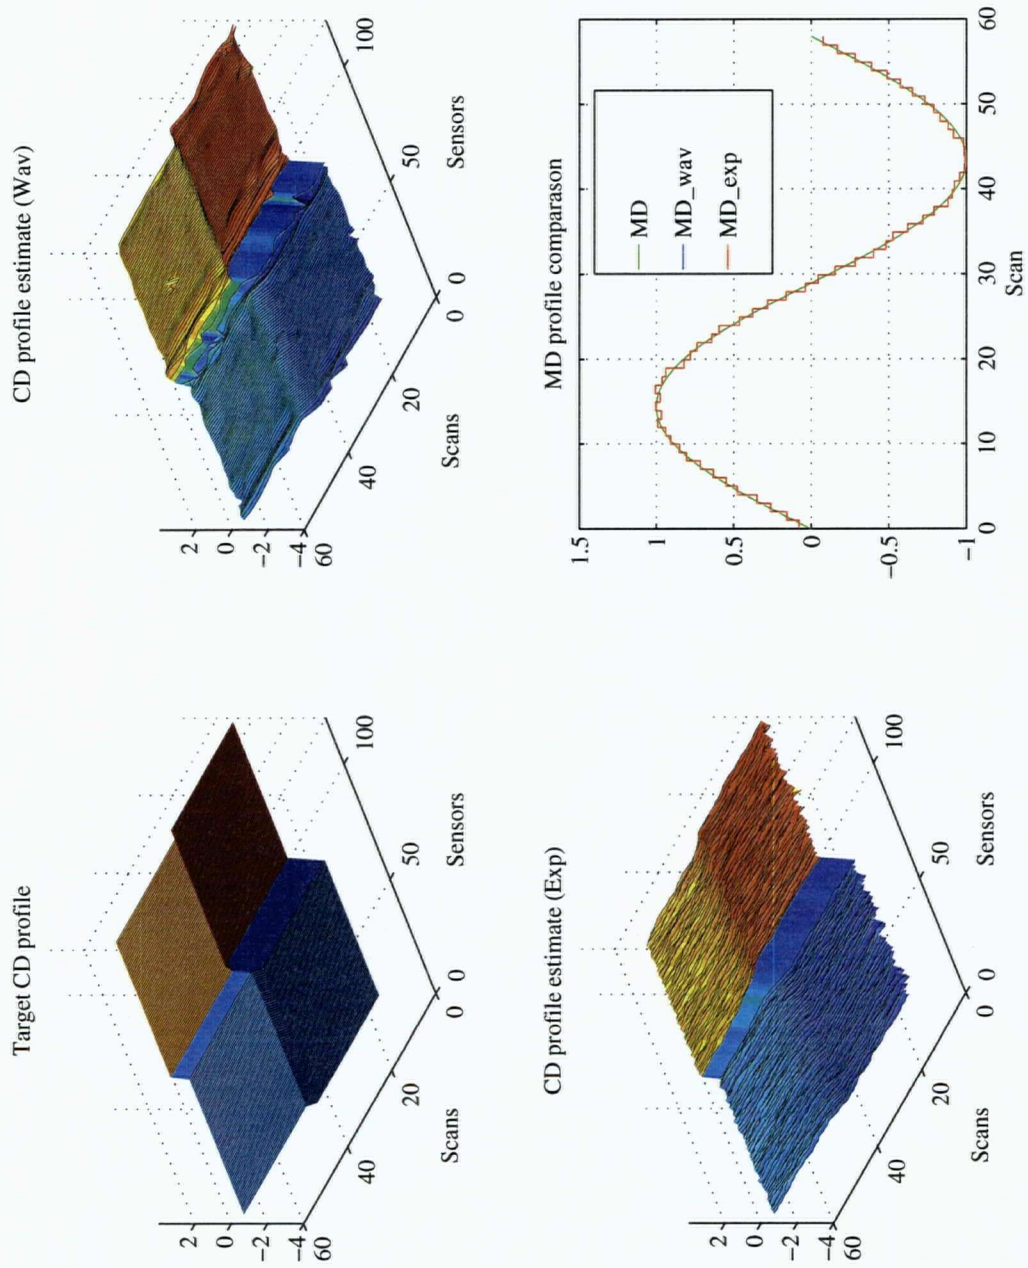 Target CD profile
2
0
−2
−4
60
40
20
0
Scans
0
50
100
Sensors
CD profile estimate (Wav)
2
0
−2
−4
60
40
20
0
Scans
0
50
100
Sensors
CD profile estimate (Exp)
2
0
−2
−4
60
40
20
0
Scans
0
50
100
Sensors
MD profile comparason
1.5
1
0.5
0
−0.5
−1
MD
MD_wav
MD_exp
0 10 20 30 40 50 60
Scan